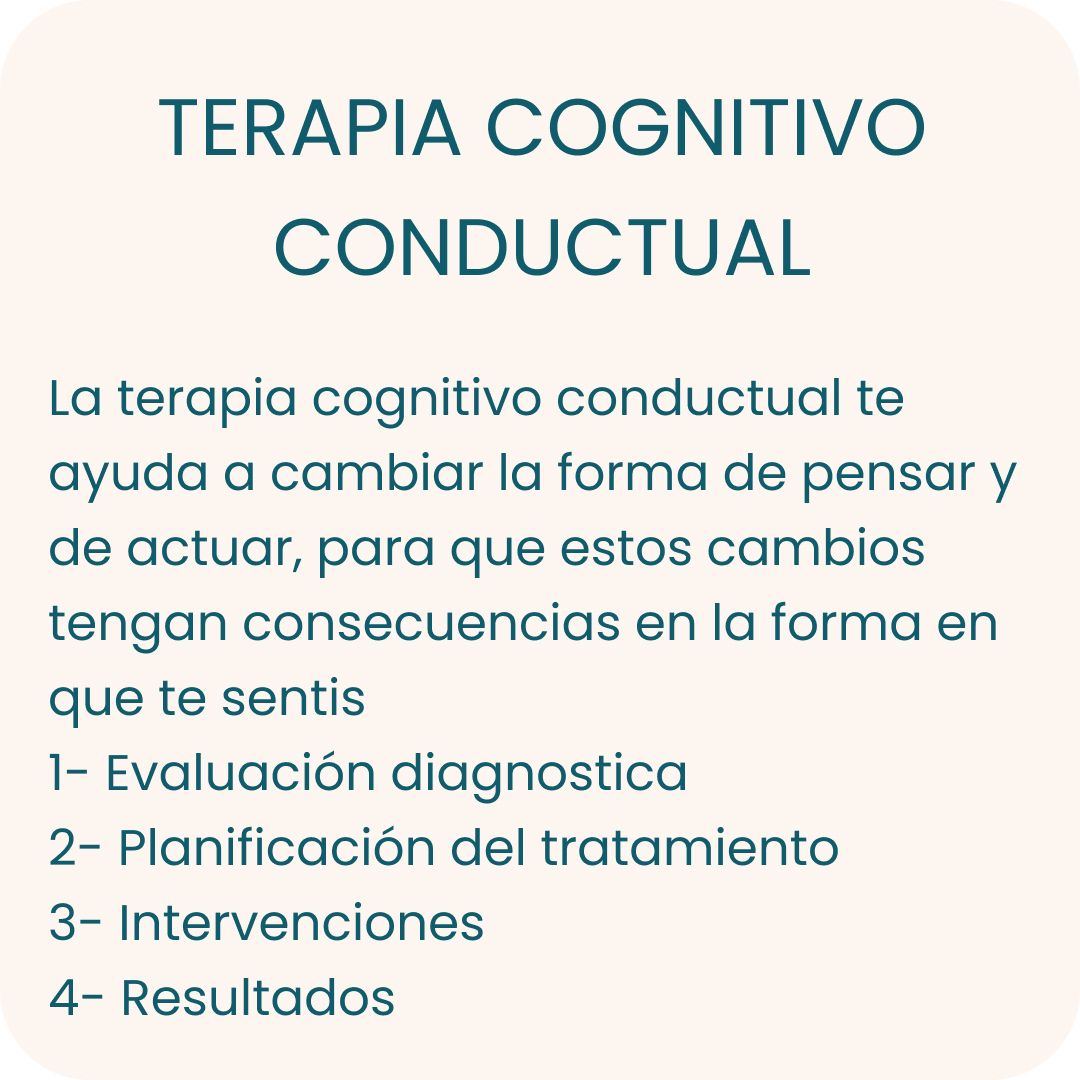 TERAPIA COGNITIVO
CONDUCTUAL
La terapia cognitivo conductual te
ayuda a cambiar la forma de pensar y
de actuar, para que estos cambios
tengan consecuencias en la forma en
que te sentis
1- Evaluación diagnostica
2- Planificación del tratamiento
3- Intervenciones
4- Resultados